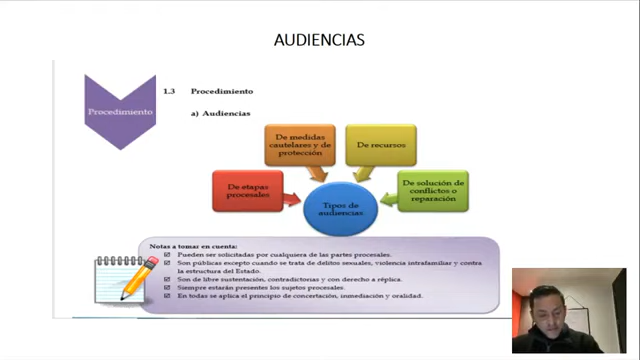 AUDIENCIAS
1.3 Procedimiento
Procedimiento
a) Audiencias
De medidas
cautelares y de
protección
De recursos
De etapas
procesales
De solución de
conflictos o
reparación
Tipos de
audiencias
Notas a tomar en cuenta:
Pueden ser solicitadas por cualquiera de las partes procesales.
Son públicas excepto cuando se trata de delitos sexuales, violencia intrafamiliar y contra
la estructura del Estado.
Son de libre sustentación, contradictorias y con derecho a réplica.
Siempre estarán presentes los sujetos procesales.
En todas se aplica el principio de concertación, inmediación y oralidad.